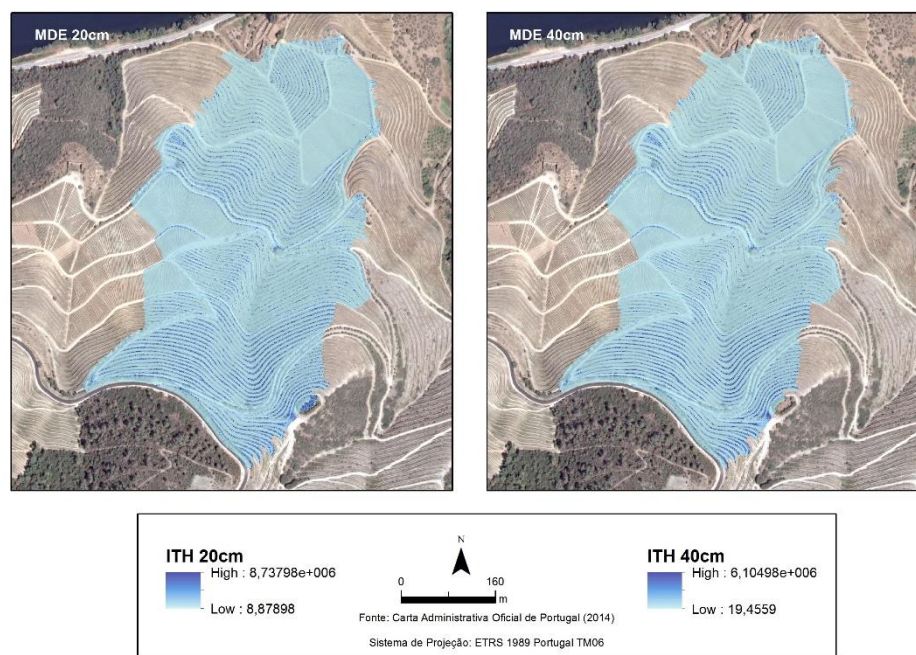 MDE 20cm
MDE 40cm
ITH 20cm
High : 8,73798e+006
Low : 8,87898
N
0 160
m
Fonte: Carta Administrativa Oficial de Portugal (2014)
Sistema de Projeção: ETRS 1989 Portugal TM06
ITH 40cm
High : 6,10498e+006
Low : 19,4559